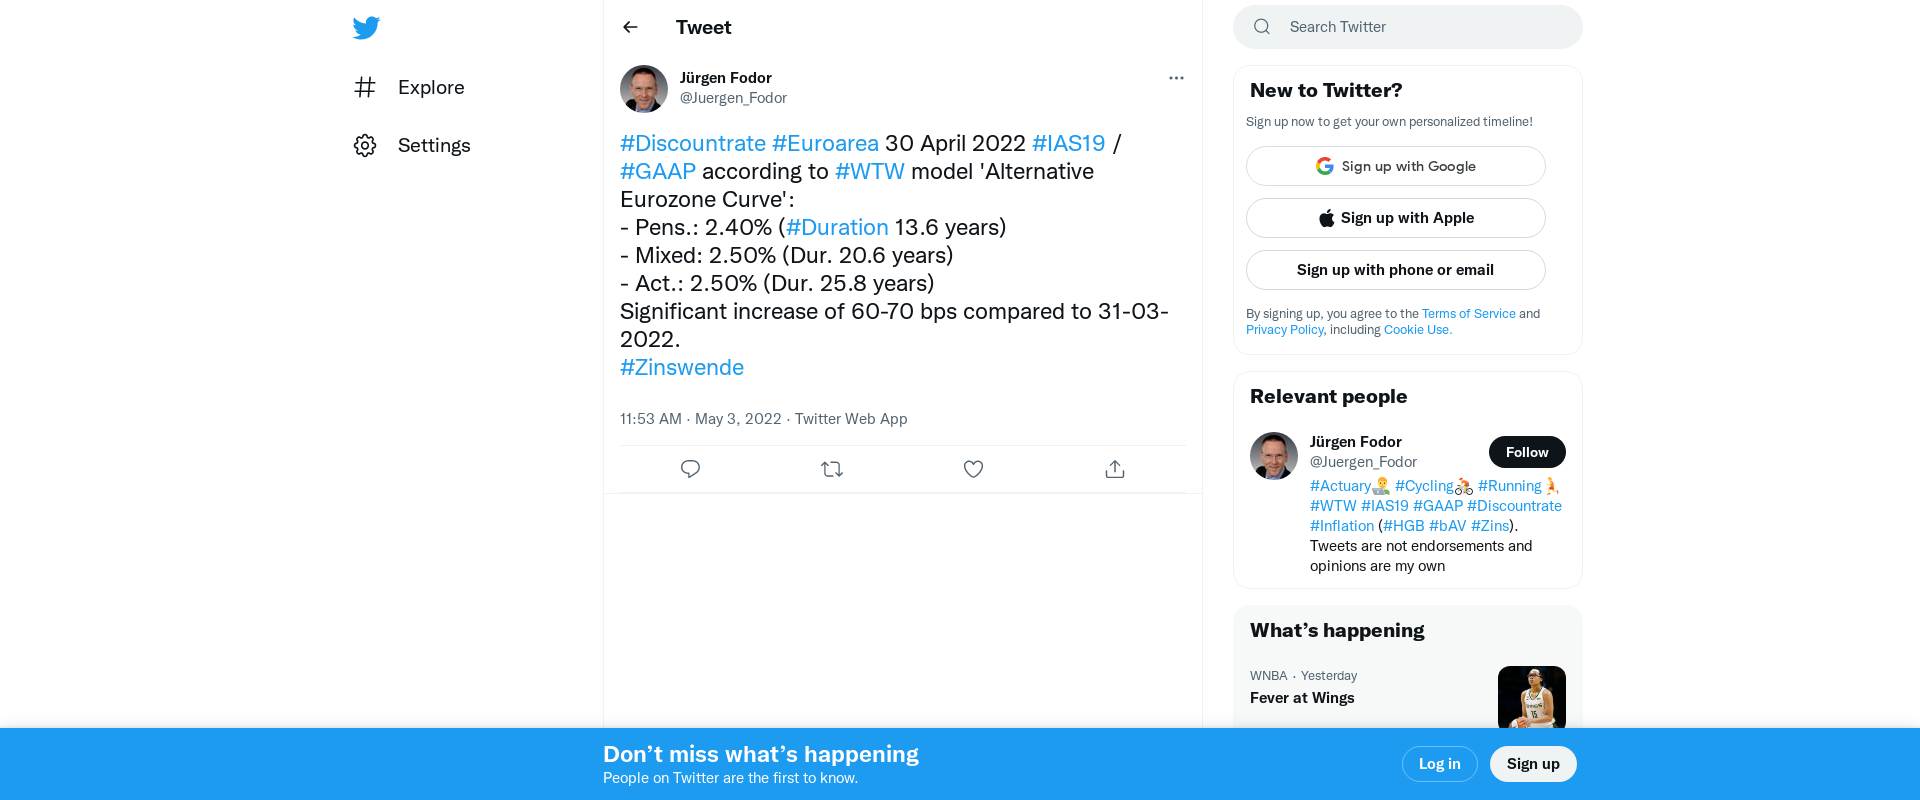 Explore
Settings
Tweet
Jürgen Fodor
@Juergen_Fodor
#Discountrate #Euroarea 30 April 2022 #IAS19 /
#GAAP according to #WTW model 'Alternative
Eurozone Curve':
- Pens.: 2.40% (#Duration 13.6 years)
- Mixed: 2.50% (Dur. 20.6 years)
- Act.: 2.50% (Dur. 25.8 years)
Significant increase of 60-70 bps compared to 31-03-
2022.
#Zinswende
11:53 AM · May 3, 2022 · Twitter Web App
Search Twitter
New to Twitter?
Sign up now to get your own personalized timeline!
Sign up with Google
Sign up with Apple
Sign up with phone or email
By signing up, you agree to the Terms of Service and
Privacy Policy, including Cookie Use.
Relevant people
Jürgen Fodor
@Juergen_Fodor
Follow
#Actuary👨‍💻 #Cycling🚴 #Running🏃
#WTW #IAS19 #GAAP #Discountrate
#Inflation (#HGB #bAV #Zins).
Tweets are not endorsements and
opinions are my own
What's happening
WNBA · Yesterday
Fever at Wings
Don't miss what's happening
People on Twitter are the first to know.
Log in
Sign up